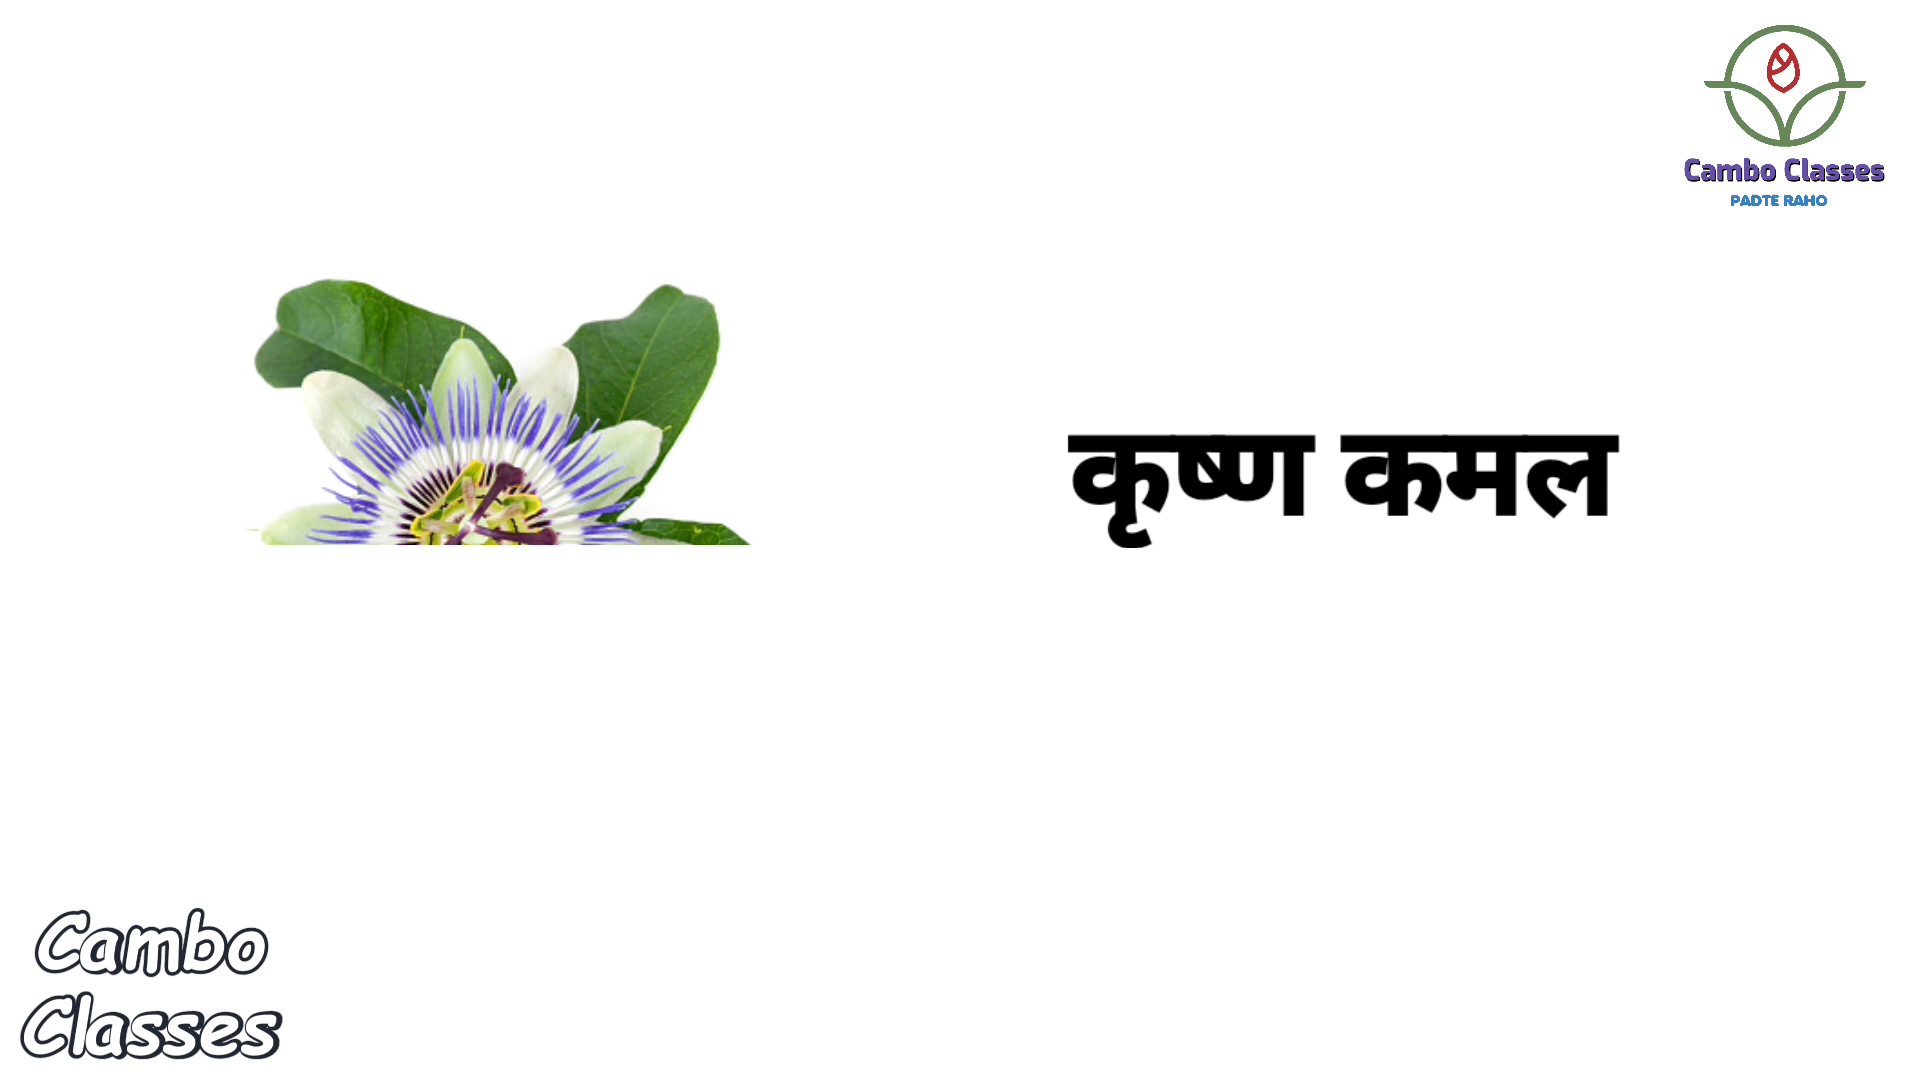 Cambo Classes
PADTE RAHO
कृष्ण कमल
Cambo
Classes